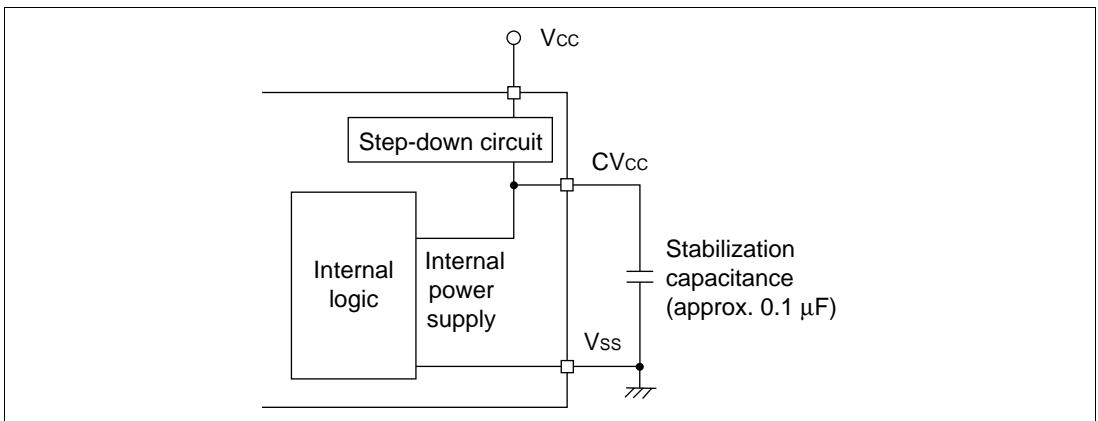 Vcc
Step-down circuit
CVcc
Internal
logic
Internal
power
supply
Stabilization
capacitance
(approx. 0.1 μF)
Vss